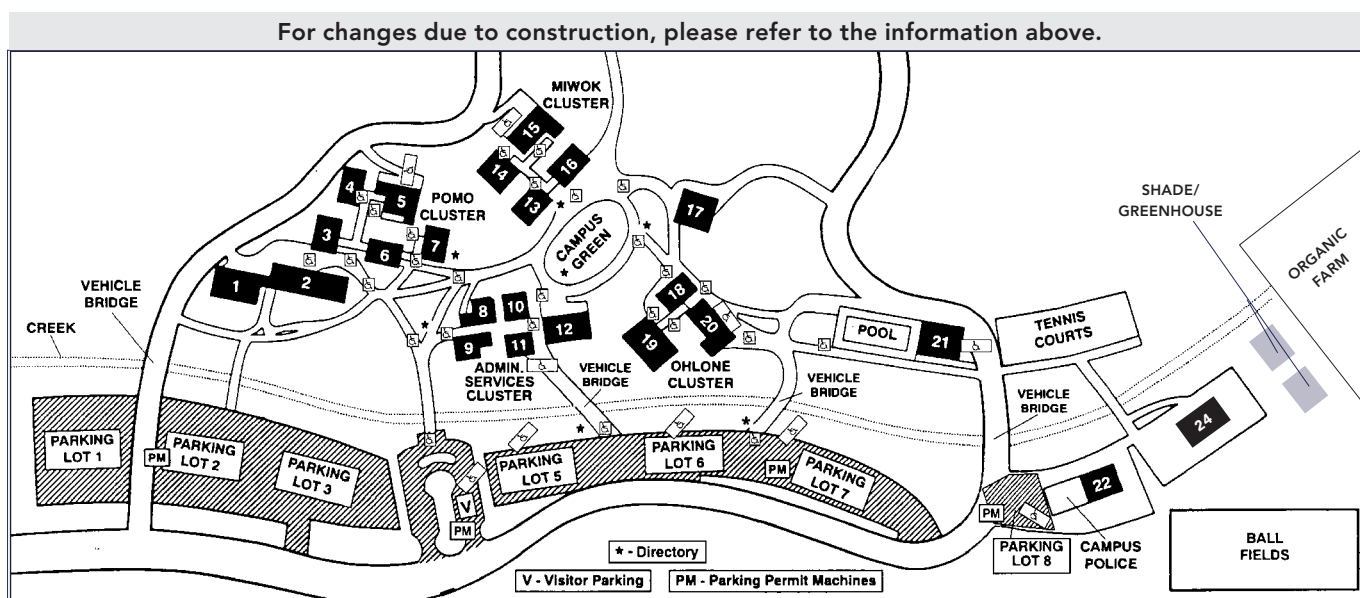 For changes due to construction, please refer to the information above.
MIWOK
CLUSTER
15
14
16
13
4
5
POMO
CLUSTER
3
6
7
17
CAMPUS
GREEN
SHADE/
GREENHOUSE
ORGANIC
FARM
VEHICLE
BRIDGE
1
2
CREEK
8
10
9
11
12
ADMIN.
SERVICES
CLUSTER
18
20
19
OHLONE
CLUSTER
VEHICLE
BRIDGE
VEHICLE
BRIDGE
POOL
21
TENNIS
COURTS
VEHICLE
BRIDGE
24
PARKING
LOT 1
PM
PARKING
LOT 2
PARKING
LOT 3
V
PM
PARKING
LOT 5
PARKING
LOT 6
PM
PARKING
LOT 7
PM
22
PARKING
LOT 8
CAMPUS
POLICE
BALL
FIELDS
* - Directory
V - Visitor Parking
PM - Parking Permit Machines